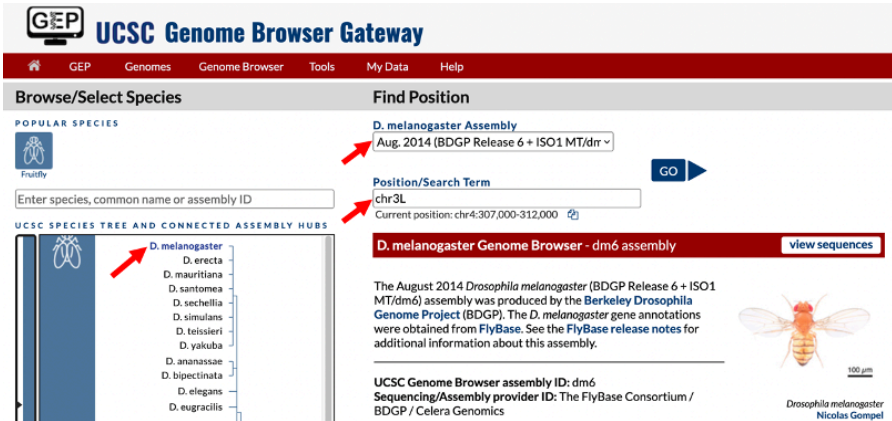 GEP UCSC Genome Browser Gateway
GEP Genomes Genome Browser Tools My Data Help
Browse/Select Species
POPULAR SPECIES
Fruitfly
Enter species, common name or assembly ID
UCSC SPECIES TREE AND CONNECTED ASSEMBLY HUBS
D. melanogaster
D. erecta
D. mauritiana
D. santomea
D. sechellia
D. simulans
D. teissieri
D. yakuba
D. ananassae
D. bipectinata
D. elegans
D. eugracilis
Find Position
D. melanogaster Assembly
Aug. 2014 (BDGP Release 6 + ISO1 MT/dm
GO
Position/Search Term
chr3L
Current position: chr4:307,000-312,000
D. melanogaster Genome Browser - dm6 assembly
view sequences
The August 2014 Drosophila melanogaster (BDGP Release 6 + ISO1
MT/dm6) assembly was produced by the Berkeley Drosophila
Genome Project (BDGP). The D. melanogaster gene annotations
were obtained from FlyBase. See the FlyBase release notes for
additional information about this assembly.
UCSC Genome Browser assembly ID: dm6
Sequencing/Assembly provider ID: The FlyBase Consortium /
BDGP / Celera Genomics
100 µm
Drosophila melanogaster
Nicolas Gompel